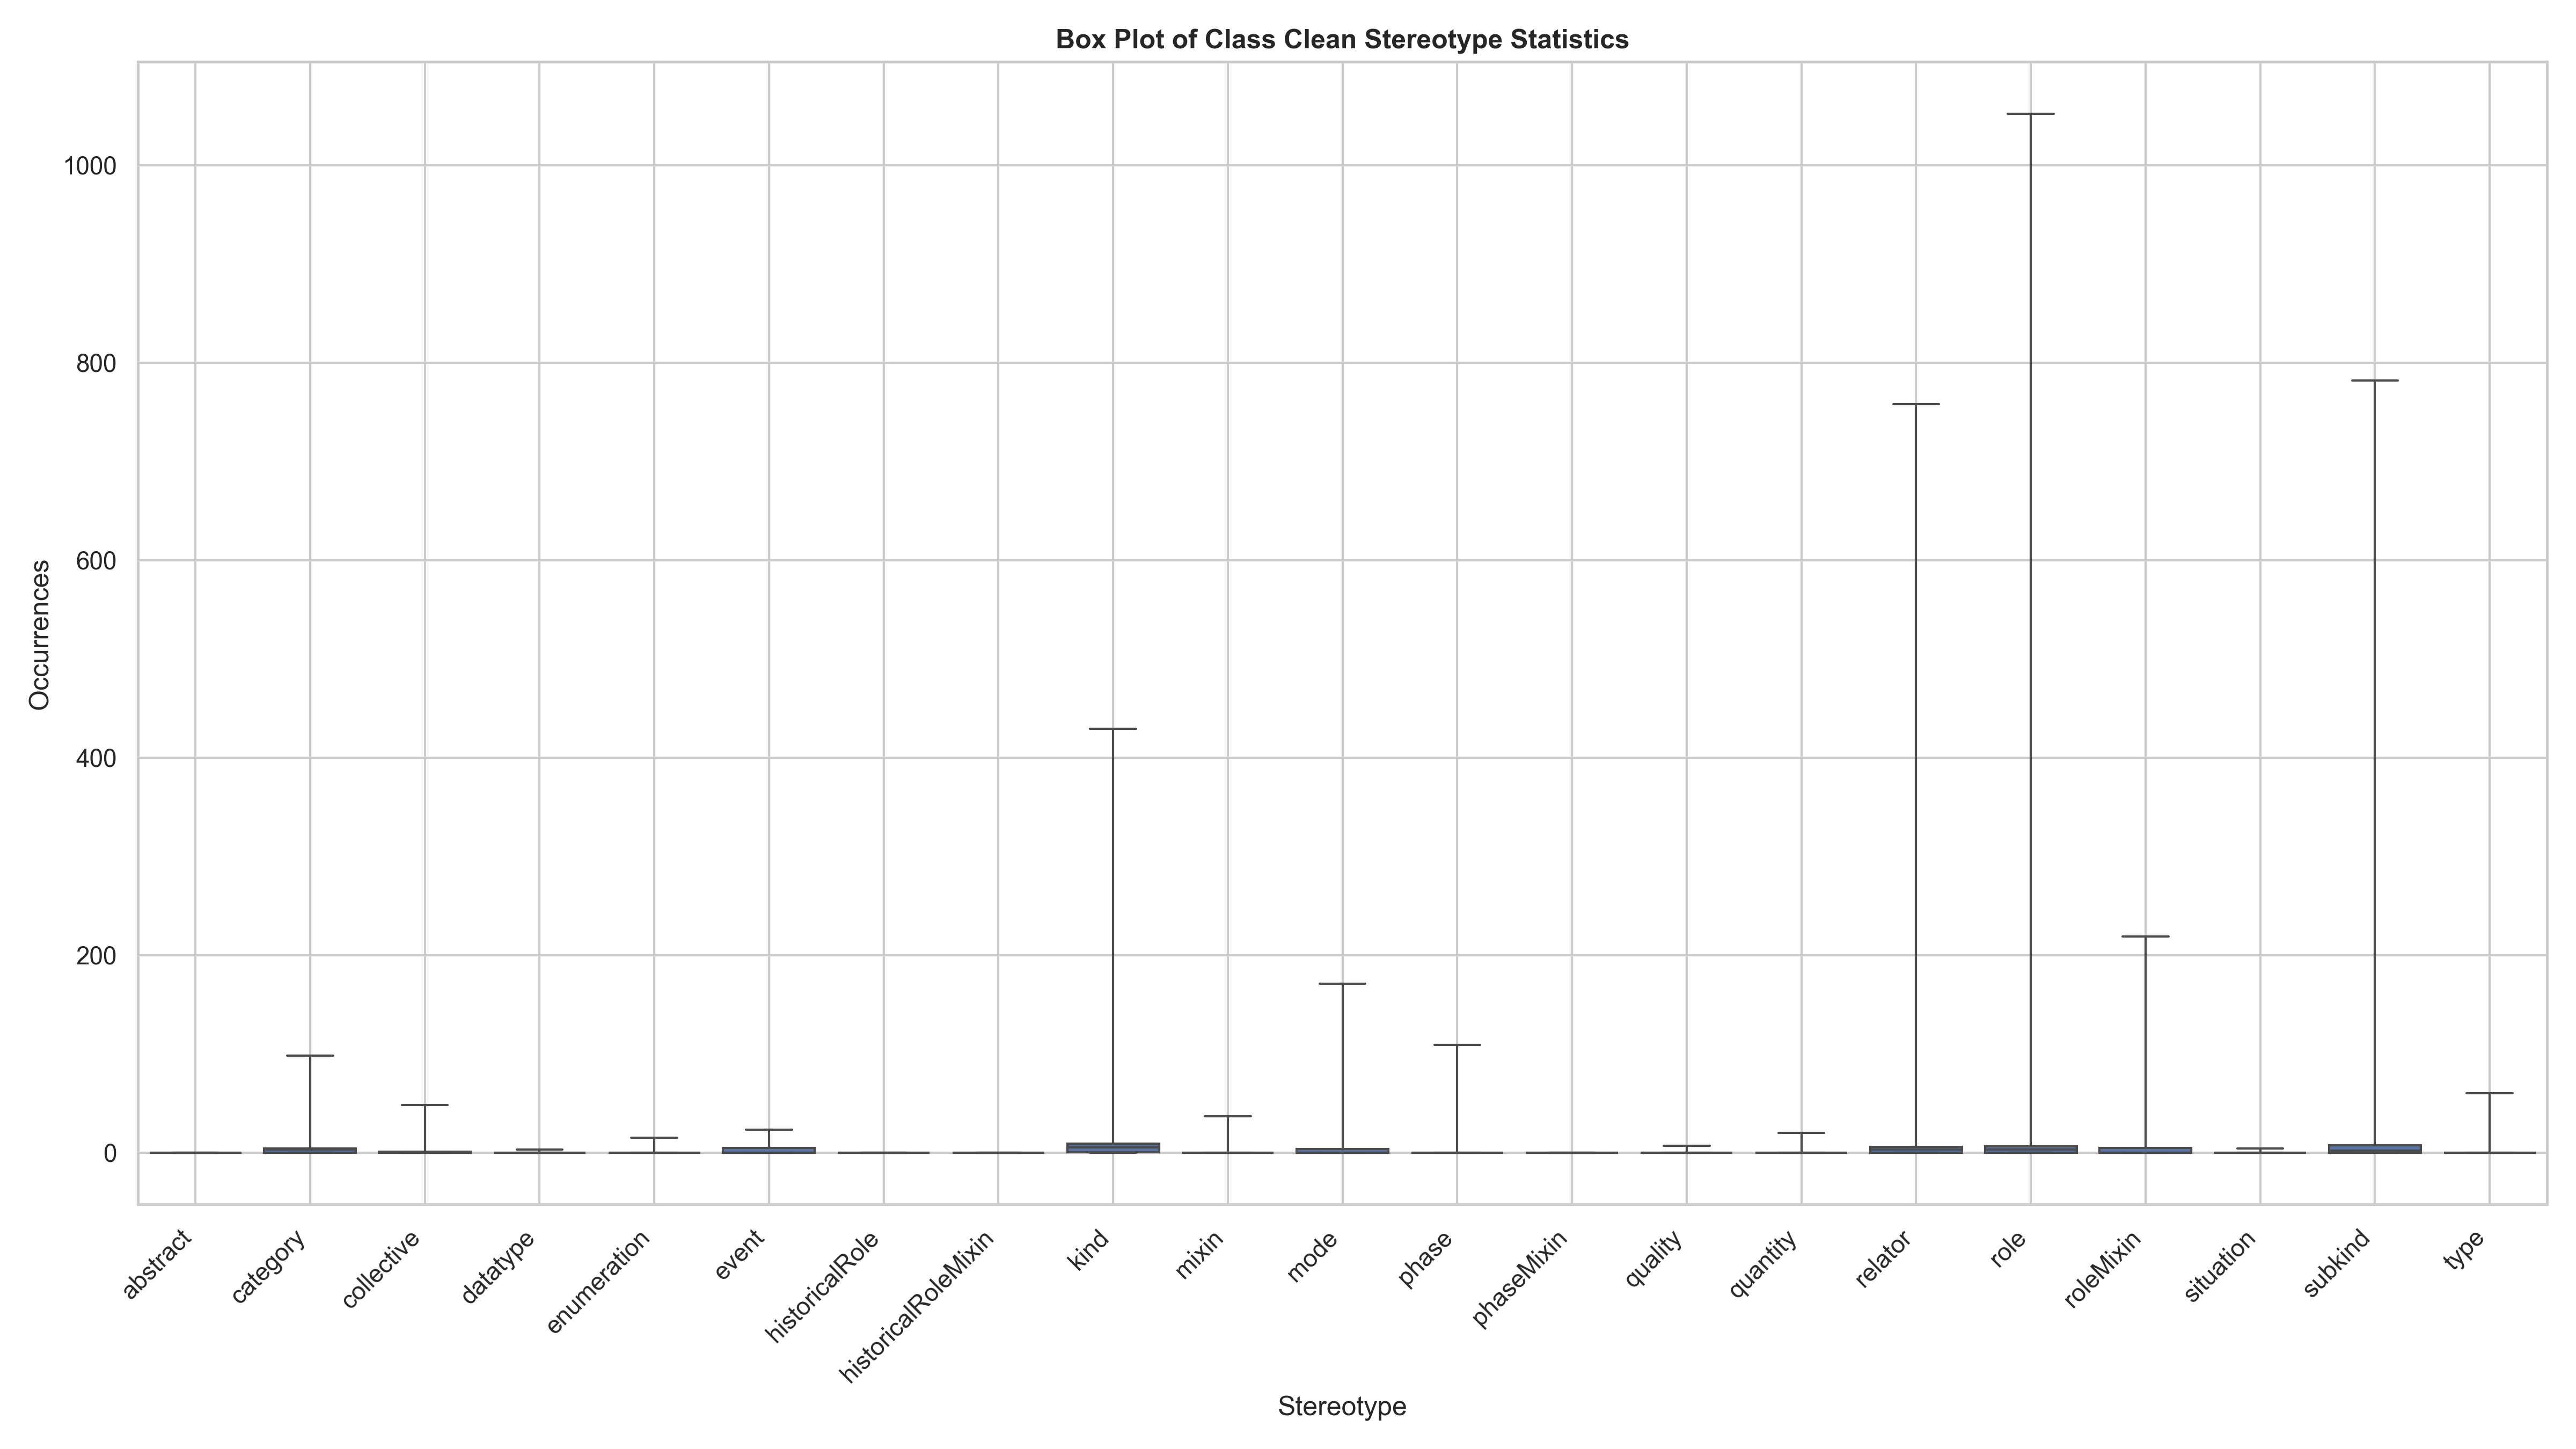 Box Plot of Class Clean Stereotype Statistics
Occurrences
1000
800
600
400
200
0
abstract
category
collective
datatype
enumeration
event
historicalRole
historicalRoleMixin
kind
mixin
mode
phase
phaseMixin
quality
quantity
relator
role
roleMixin
situation
subkind
type
Stereotype